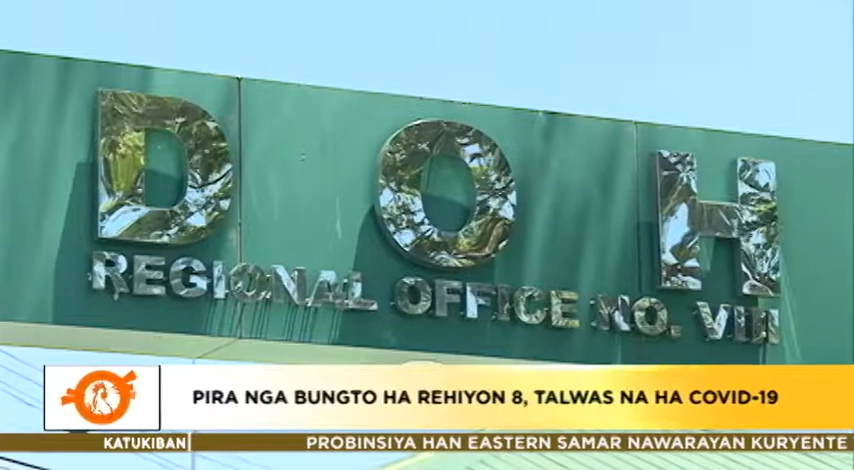 D O H
REGIONAL OFFICE NO. VIII
PIRA NGA BUNGTO HA REHIYON 8, TALWAS NA HA COVID-19
KATUKIBAN
PROBINSIYA HAN EASTERN SAMAR NAWARAYAN KURYENTE